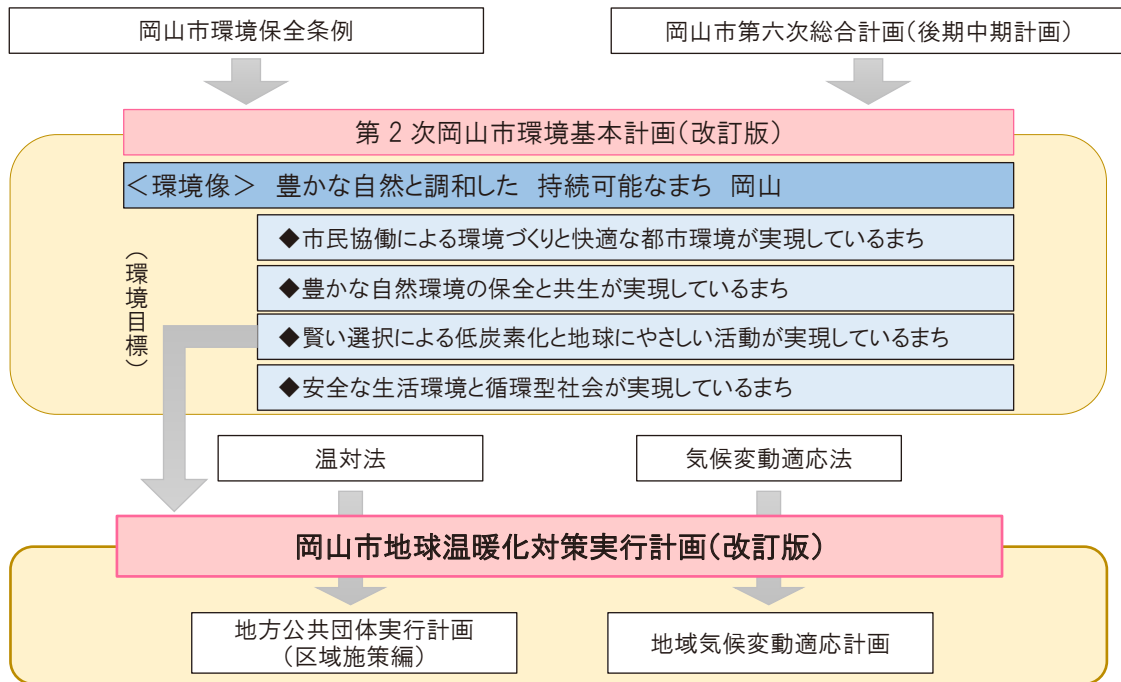 岡山市環境保全条例
岡山市第六次総合計画(後期中期計画)
第2次岡山市環境基本計画(改訂版)
<環境像> 豊かな自然と調和した 持続可能なまち 岡山
(環境目標)
◆市民協働による環境づくりと快適な都市環境が実現しているまち
◆豊かな自然環境の保全と共生が実現しているまち
◆賢い選択による低炭素化と地球にやさしい活動が実現しているまち
◆安全な生活環境と循環型社会が実現しているまち
温対法
気候変動適応法
岡山市地球温暖化対策実行計画(改訂版)
地方公共団体実行計画
(区域施策編)
地域気候変動適応計画